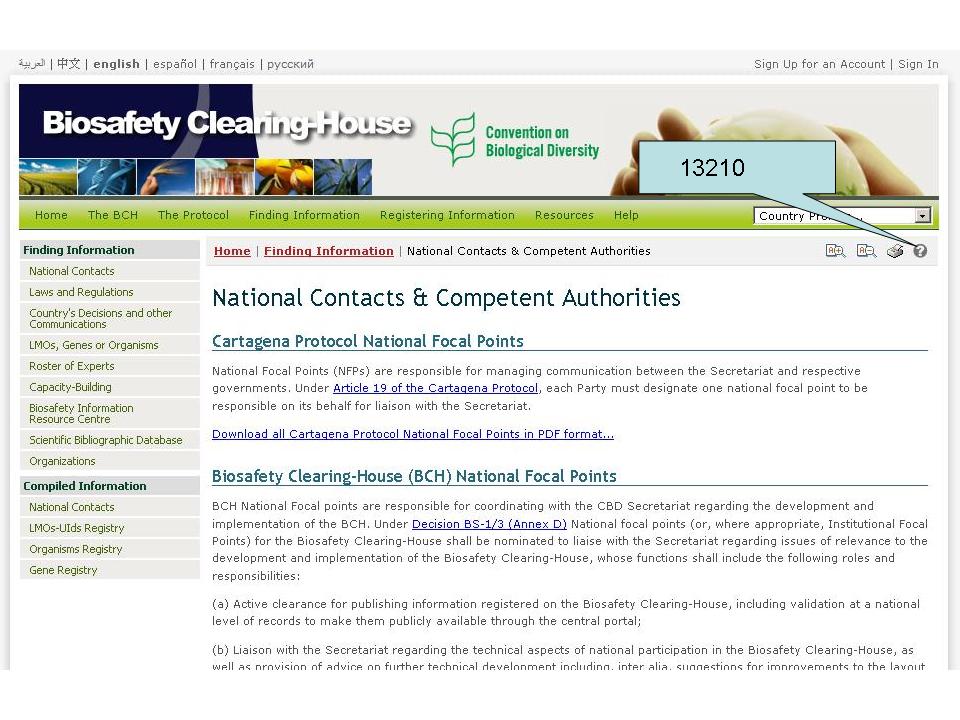 العربية | 中文 | english | español | français | русский
Sign Up for an Account | Sign In
Biosafety Clearing-House
Convention on
Biological Diversity
13210
Home The BCH The Protocol Finding Information Registering Information Resources Help
Country
Finding Information
National Contacts
Laws and Regulations
Country's Decisions and other
Communications
LMOs, Genes or Organisms
Roster of Experts
Capacity-Building
Biosafety Information
Resource Centre
Scientific Bibliographic Database
Organizations
Compiled Information
National Contacts
LMOs-UIds Registry
Organisms Registry
Gene Registry
Home | Finding Information | National Contacts & Competent Authorities
National Contacts & Competent Authorities
Cartagena Protocol National Focal Points
National Focal Points (NFPs) are responsible for managing communication between the Secretariat and respective
governments. Under Article 19 of the Cartagena Protocol, each Party must designate one national focal point to be
responsible on its behalf for liaison with the Secretariat.
Download all Cartagena Protocol National Focal Points in PDF format...
Biosafety Clearing-House (BCH) National Focal Points
BCH National Focal points are responsible for coordinating with the CBD Secretariat regarding the development and
implementation of the BCH. Under Decision BS-1/3 (Annex D) National focal points (or, where appropriate, Institutional Focal
Points) for the Biosafety Clearing-House shall be nominated to liaise with the Secretariat regarding issues of relevance to the
development and implementation of the Biosafety Clearing-House, whose functions shall include the following roles and
responsibilities:
(a) Active clearance for publishing information registered on the Biosafety Clearing-House, including validation at a national
level of records to make them publicly available through the central portal;
(b) Liaison with the Secretariat regarding the technical aspects of national participation in the Biosafety Clearing-House, as
well as provision of advice on further technical development including, inter alia, suggestions for improvements to the layout